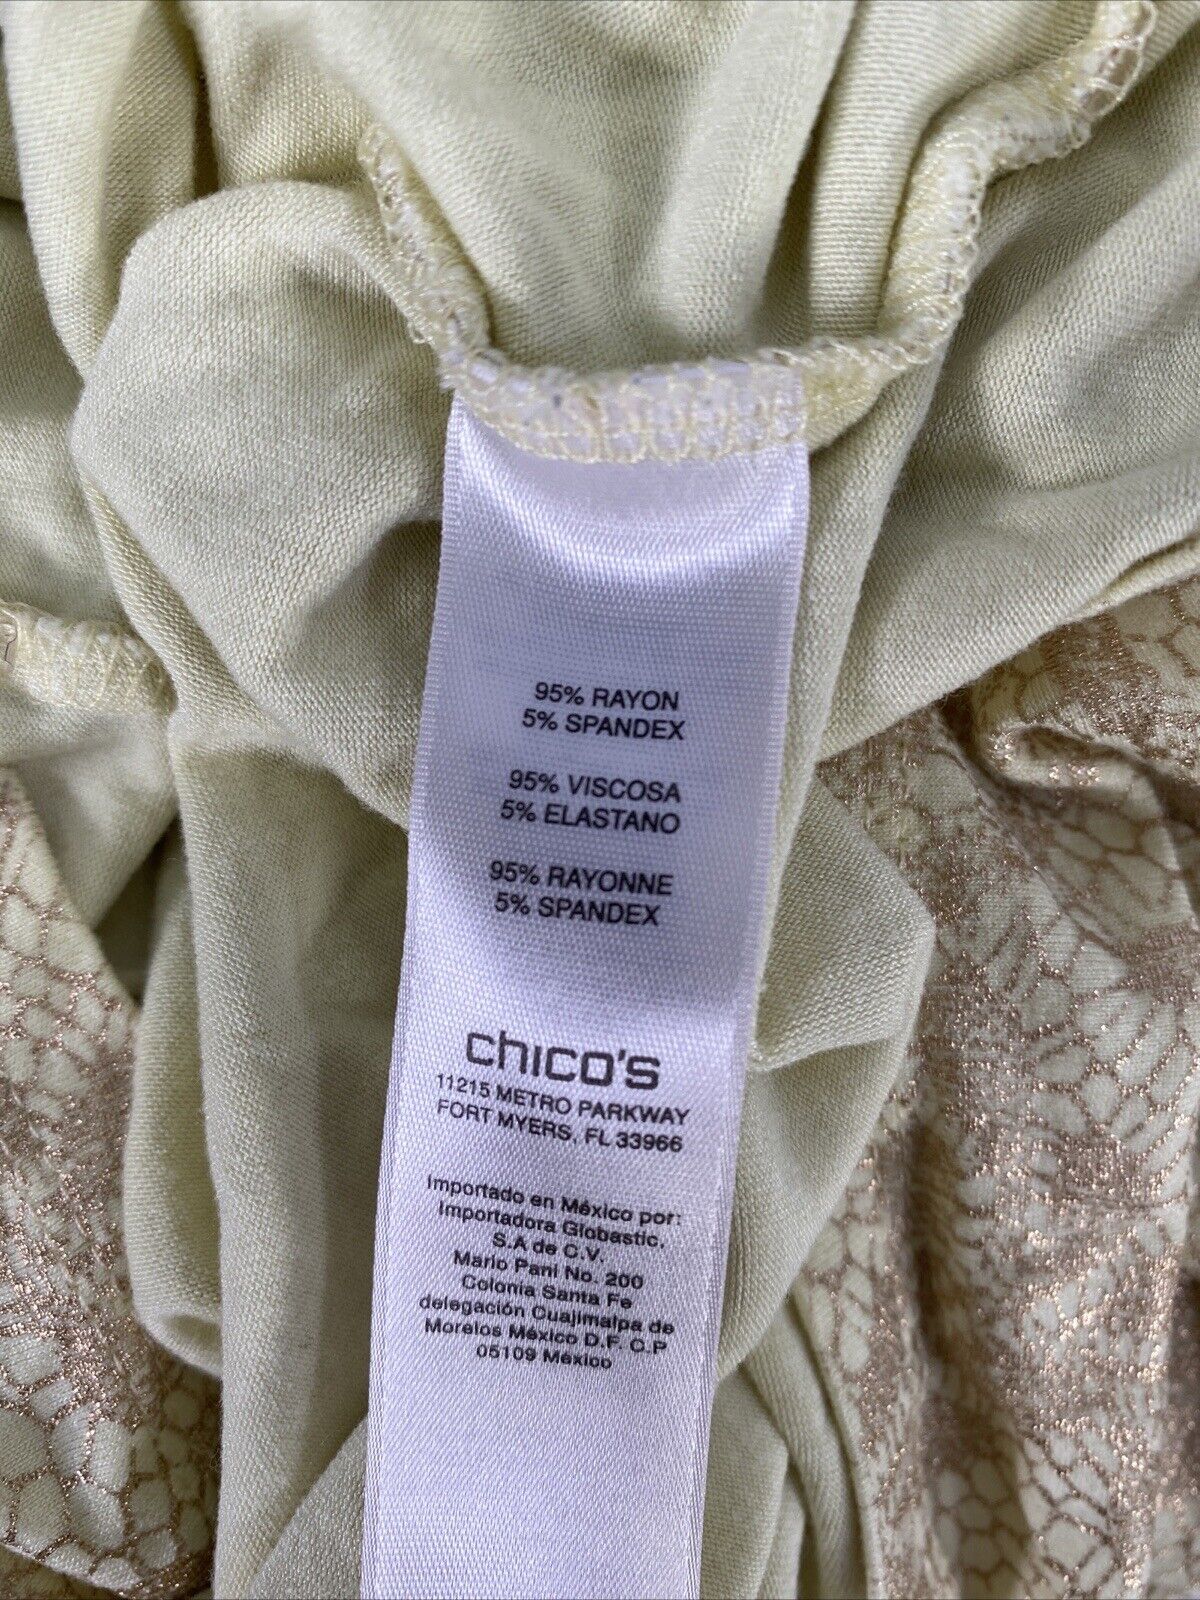 95% RAYON
5% SPANDEX
95% VISCOSA
5% ELASTANO
95% RAYONNE
5% SPANDEX
chico's
11215 METRO PARKWAY
FORT MYERS, FL 33966
Importado en México por:
Importadora Globastic,
S.A de C.V.
Mario Pani No. 200
Colonia Santa Fe
delegación Cuajimalpa de
Morelos México D.F. C.P
05109 México